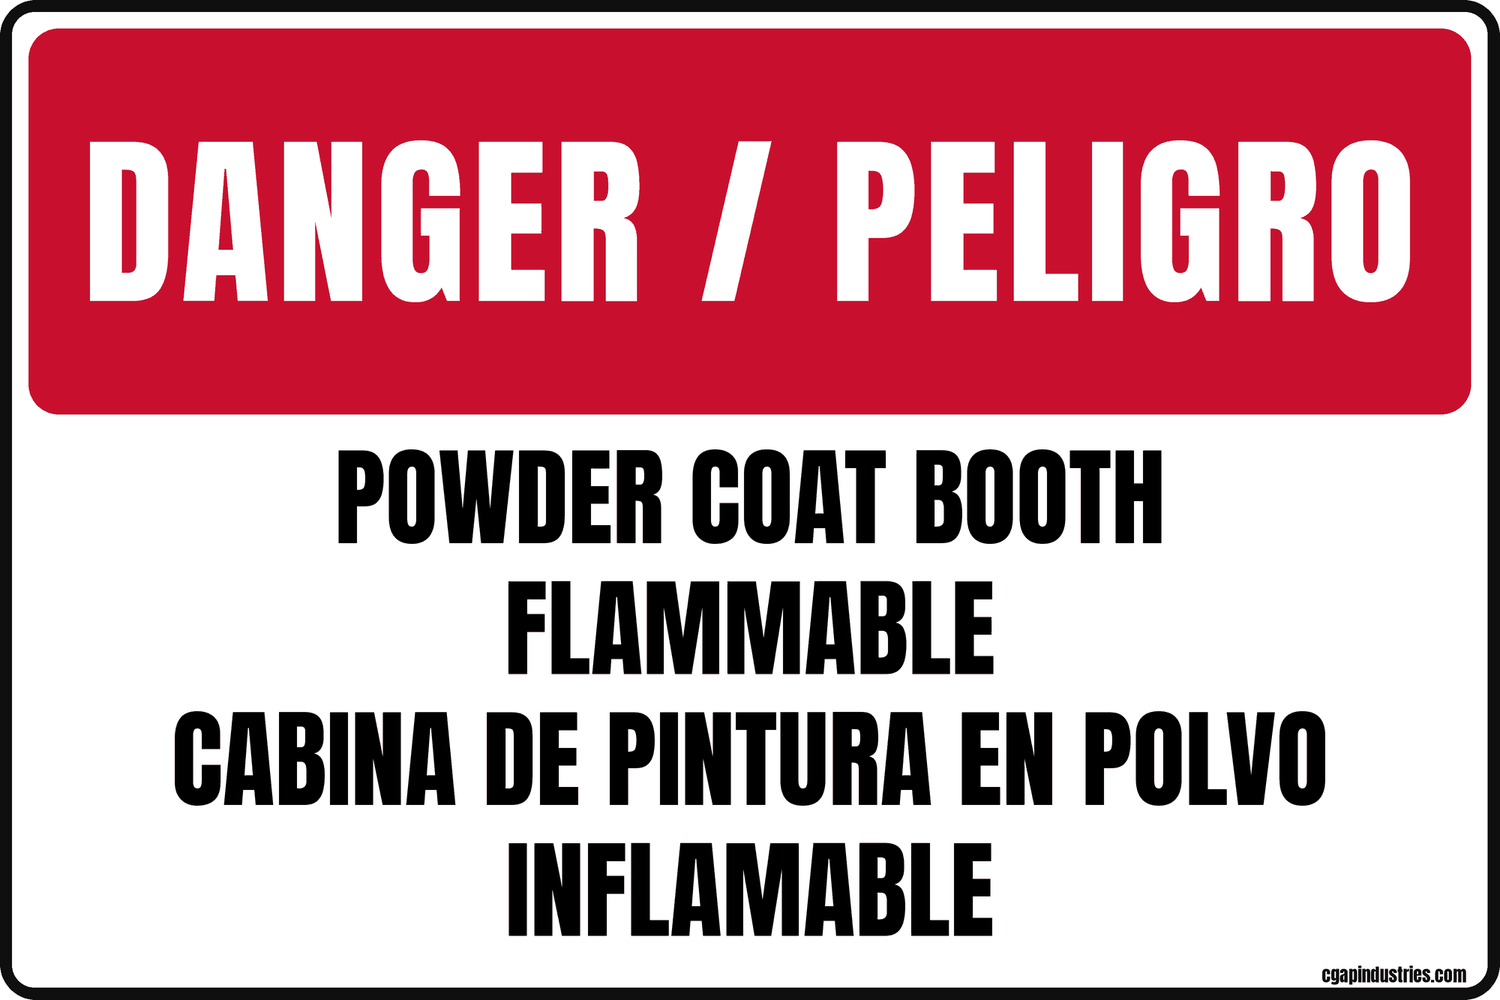 DANGER / PELIGRO
POWDER COAT BOOTH
FLAMMABLE
CABINA DE PINTURA EN POLVO
INFLAMABLE
cgapindustries.com